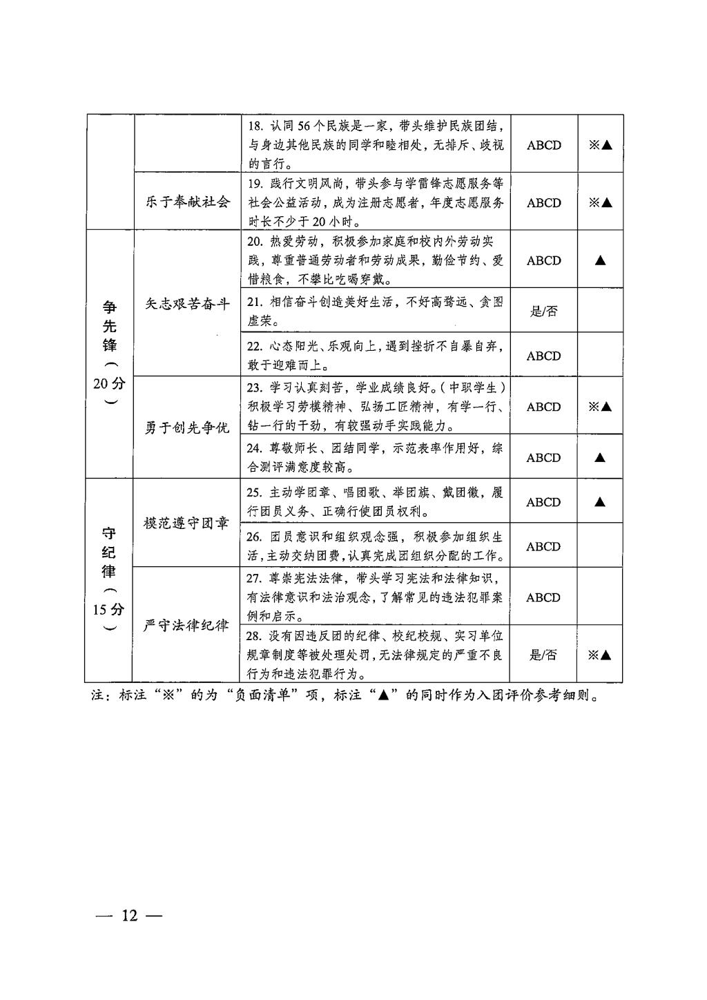 18. 认同 56 个民族是一家，带头维护民族团结，
与身边其他民族的同学和睦相处，无排斥、歧视
的言行。
ABCD
※▲
乐于奉献社会
19. 践行文明风尚，带头参与学雷锋志愿服务等
社会公益活动，成为注册志愿者，年度志愿服务
时长不少于 20 小时。
ABCD
※▲
争
先
锋
（
20 分
）
矢志艰苦奋斗
20. 热爱劳动，积极参加家庭和校内外劳动实
践，尊重普通劳动者和劳动成果，勤俭节约、爱
惜粮食，不攀比吃喝穿戴。
ABCD
▲
21. 相信奋斗创造美好生活，不好高骛远、贪图
虚荣。
是/否
22. 心态阳光、乐观向上，遇到挫折不自暴自弃，
敢于迎难而上。
ABCD
勇于创先争优
23. 学习认真刻苦，学业成绩良好。（中职学生）
积极学习劳模精神、弘扬工匠精神，有学一行、
钻一行的干劲，有较强动手实践能力。
ABCD
※▲
24. 尊敬师长、团结同学，示范表率作用好，综
合测评满意度较高。
ABCD
▲
守
纪
律
（
15 分
）
模范遵守团章
25. 主动学团章、唱团歌、举团旗、戴团徽，履
行团员义务、正确行使团员权利。
ABCD
▲
26. 团员意识和组织观念强，积极参加组织生
活，主动交纳团费，认真完成团组织分配的工作。
ABCD
严守法律纪律
27. 尊崇宪法法律，带头学习宪法和法律知识，
有法律意识和法治观念，了解常见的违法犯罪案
例和启示。
ABCD
28. 没有因违反团的纪律、校纪校规、实习单位
规章制度等被处理处罚，无法律规定的严重不良
行为和违法犯罪行为。
是/否
※▲
注：标注“※”的为“负面清单”项，标注“▲”的同时作为入团评价参考细则。
— 12 —